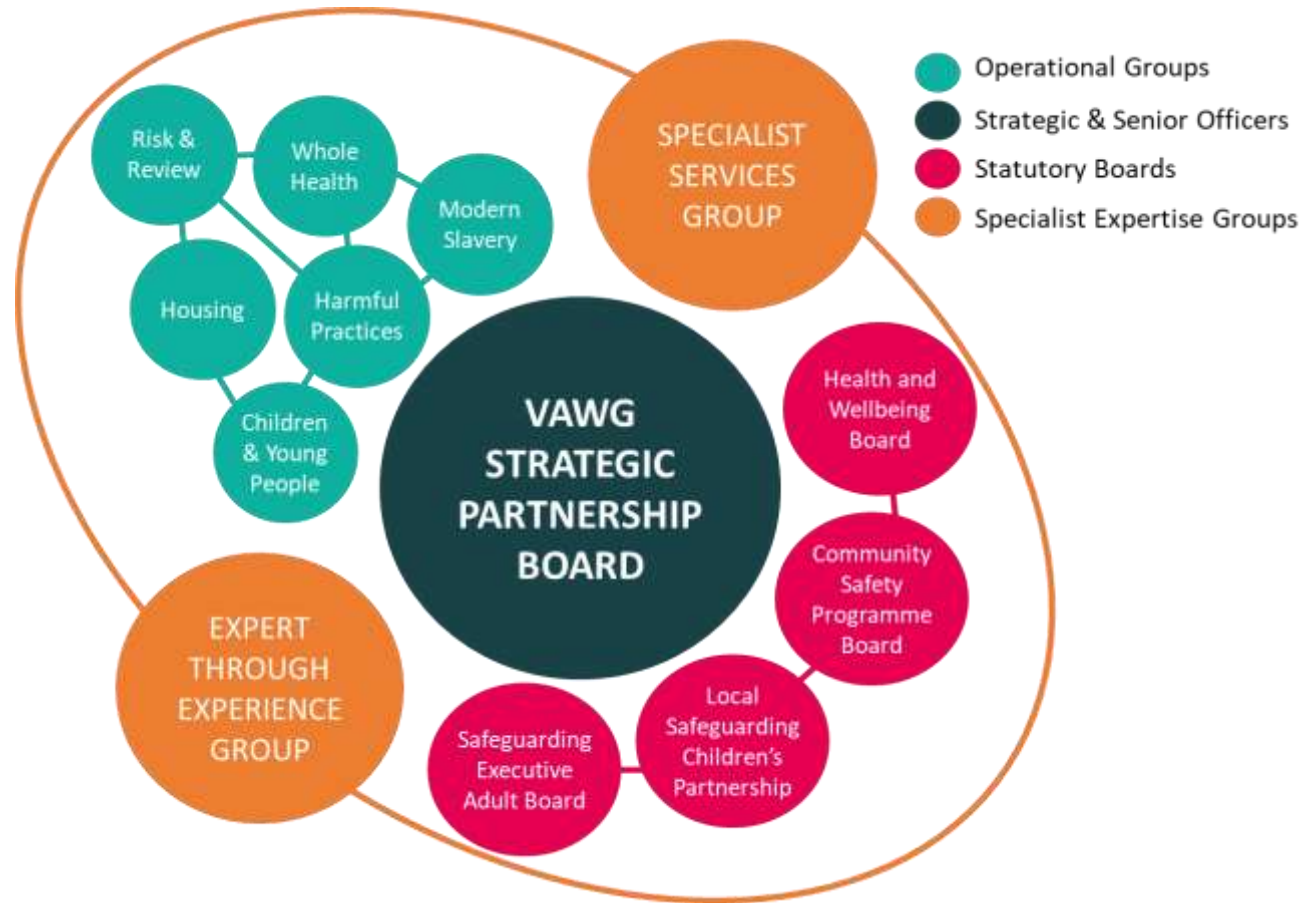 Risk &
Review
Whole
Health
Modern
Slavery
Housing
Harmful
Practices
Children
& Young
People
SPECIALIST
SERVICES
GROUP
Operational Groups
Strategic & Senior Officers
Statutory Boards
Specialist Expertise Groups
VAWG
STRATEGIC
PARTNERSHIP
BOARD
Health and
Wellbeing
Board
Community
Safety
Programme
Board
Local
Safeguarding
Children’s
Partnership
Safeguarding
Executive
Adult Board
EXPERT
THROUGH
EXPERIENCE
GROUP